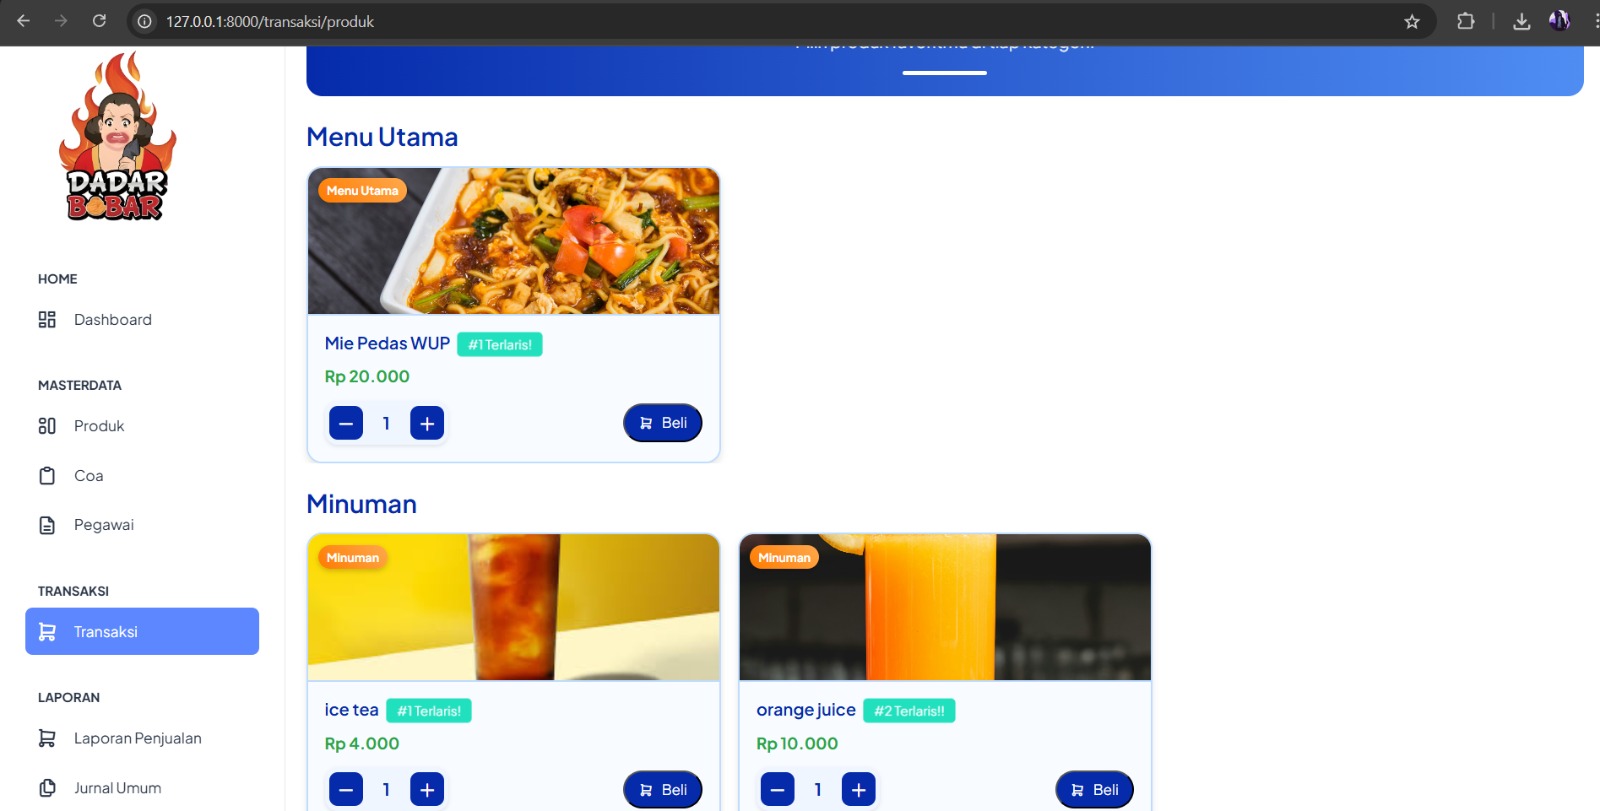 127.0.0.1:8000/transaksi/produk
DADAR
BOBAR
HOME
Dashboard
MASTERDATA
Produk
Coa
Pegawai
TRANSAKSI
Transaksi
LAPORAN
Laporan Penjualan
Jurnal Umum
Menu Utama
Menu Utama
Mie Pedas WUP #1 Terlaris!
Rp 20.000
1
Beli
Minuman
Minuman
ice tea #1 Terlaris!
Rp 4.000
1
Beli
Minuman
orange juice #2 Terlaris!!
Rp 10.000
1
Beli